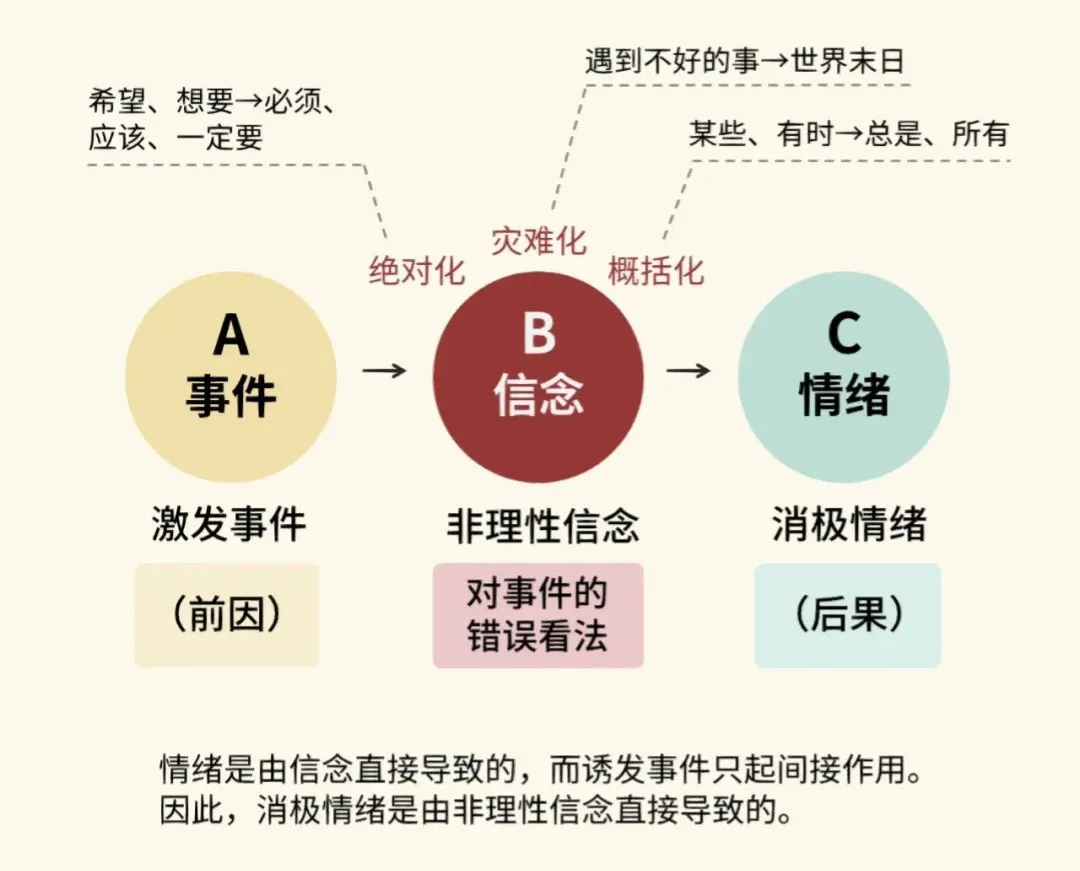 遇到不好的事→世界末日
希望、想要→必须、
应该、一定要
某些、有时→总是、所有
灾难化
绝对化
概括化
A
事件
→
B
信念
→
C
情绪
激发事件
非理性信念
消极情绪
（前因）
对事件的
错误看法
（后果）
情绪是由信念直接导致的，而诱发事件只起间接作用。
因此，消极情绪是由非理性信念直接导致的。